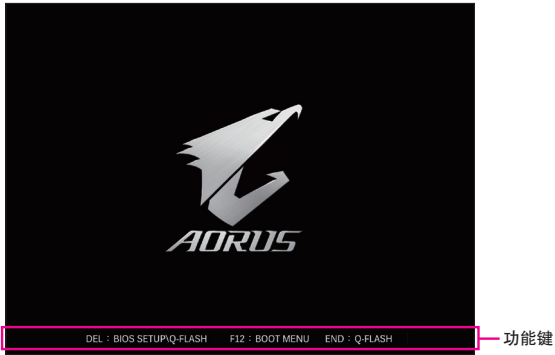 AORUS
DEL : BIOS SETUP\Q-FLASH F12 : BOOT MENU END : Q-FLASH
功能键